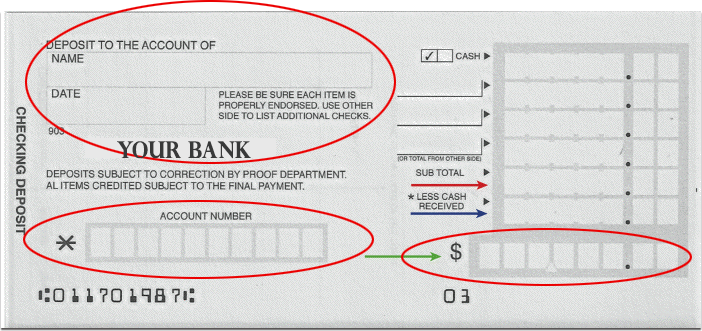 DEPOSIT TO THE ACCOUNT OF
NAME
DATE
PLEASE BE SURE EACH ITEM IS
PROPERLY ENDORSED. USE OTHER
SIDE TO LIST ADDITIONAL CHECKS.
903
YOUR BANK
DEPOSITS SUBJECT TO CORRECTION BY PROOF DEPARTMENT.
AL ITEMS CREDITED SUBJECT TO THE FINAL PAYMENT.
CHECKING DEPOSIT
ACCOUNT NUMBER
*
✓ CASH
(OR TOTAL FROM OTHER SIDE)
SUB TOTAL
* LESS CASH
RECEIVED
$
⑆011701987⑆
03